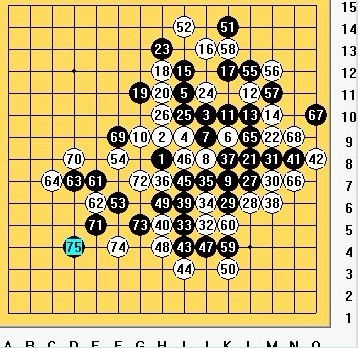 15
52 51 14
23 16 58 13
18 15 17 55 56 12
19 20 5 24 12 57 11
26 25 3 11 13 14 67 10
69 10 2 4 7 6 65 22 68 9
70 54 1 46 8 37 21 31 41 42 8
64 63 61 72 36 45 35 9 27 30 66 7
62 53 49 39 34 29 28 38 6
71 73 40 33 32 60 5
75 74 48 43 47 59 4
44 50 3
2
1